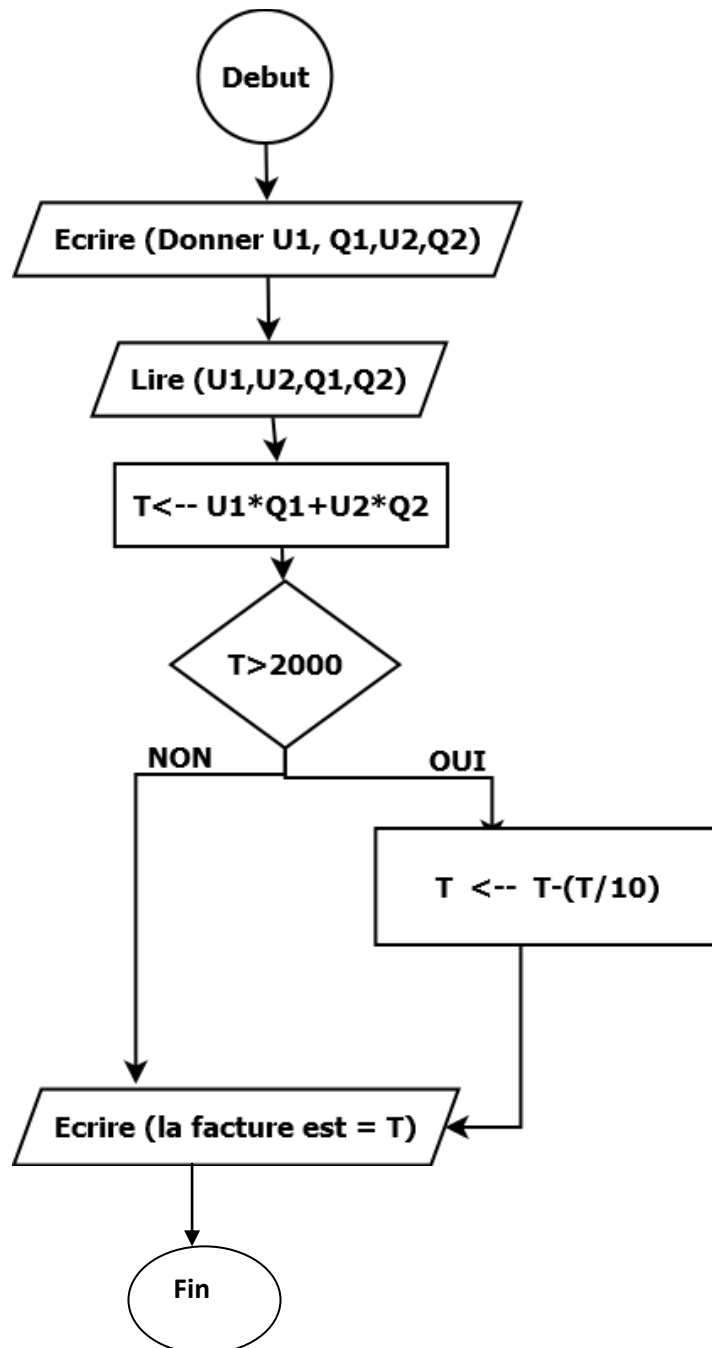 Debut
Ecrire (Donner U1, Q1,U2,Q2)
Lire (U1,U2,Q1,Q2)
T<-- U1*Q1+U2*Q2
T>2000
NON
OUI
T <-- T-(T/10)
Ecrire (la facture est = T)
Fin